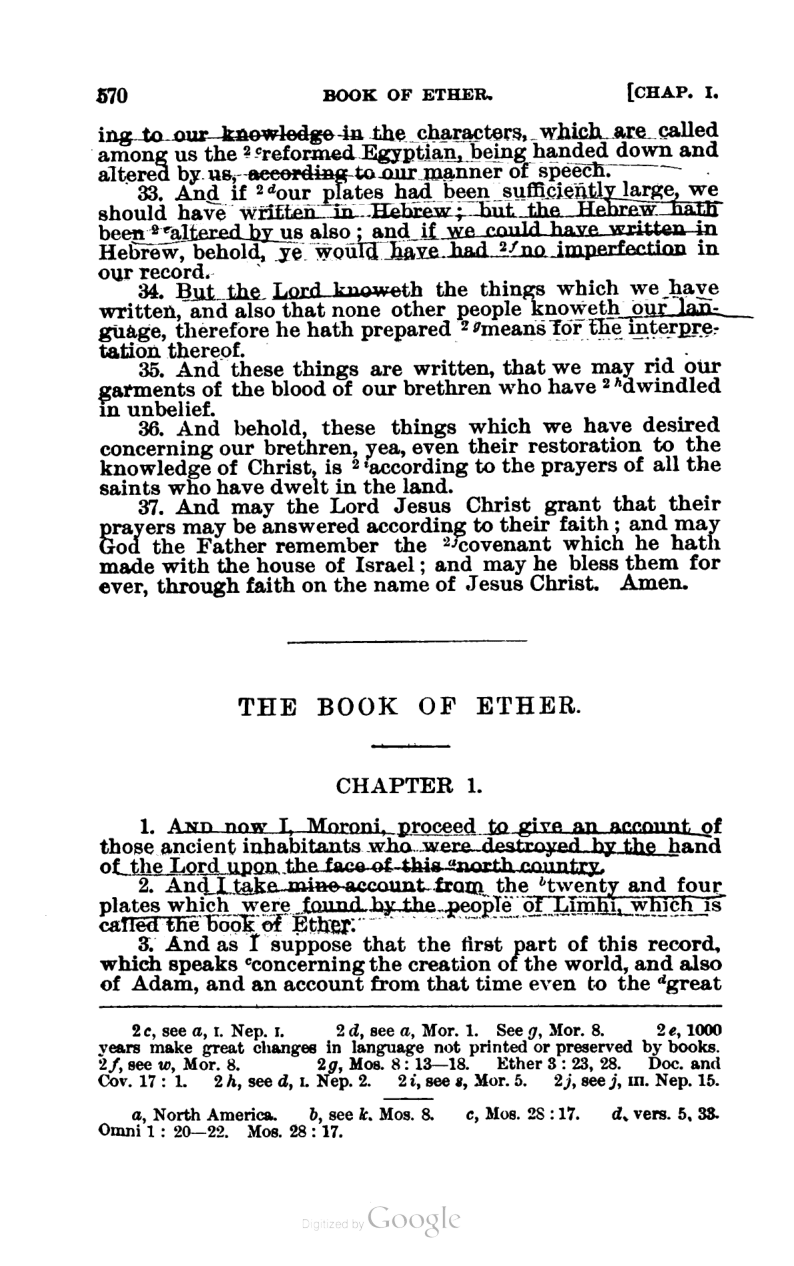 570 BOOK OF ETHER. [CHAP. I.
ing to our knowledge in the characters, which are called
among us the 2 c reformed Egyptian, being handed down and
altered by us, according to our manner of speech.
33. And if 2 d our plates had been sufficiently large, we
should have written in Hebrew; but the Hebrew hath
been 2 e altered by us also; and if we could have written in
Hebrew, behold, ye would have had 2 f no imperfection in
our record.
34. But the Lord knoweth the things which we have
written, and also that none other people knoweth our lan-
guage, therefore he hath prepared 2 g means for the interpre-
tation thereof.
35. And these things are written, that we may rid our
garments of the blood of our brethren who have 2 h dwindled
in unbelief.
36. And behold, these things which we have desired
concerning our brethren, yea, even their restoration to the
knowledge of Christ, is 2 i according to the prayers of all the
saints who have dwelt in the land.
37. And may the Lord Jesus Christ grant that their
prayers may be answered according to their faith; and may
God the Father remember the 2 j covenant which he hath
made with the house of Israel; and may he bless them for
ever, through faith on the name of Jesus Christ. Amen.
THE BOOK OF ETHER.
CHAPTER 1.
1. AND now I, Moroni, proceed to give an account of
those ancient inhabitants who were destroyed by the hand
of the Lord upon the face of this a north country.
2. And I take mine account from the b twenty and four
plates which were found by the people of Limhi, which is
called the book of Ether.
3. And as I suppose that the first part of this record,
which speaks c concerning the creation of the world, and also
of Adam, and an account from that time even to the d great
2c, see a, I. Nep. I. 2d, see a, Mor. 1. See g, Mor. 8. 2e, 1000
years make great changes in language not printed or preserved by books.
2f, see w, Mor. 8. 2g, Mos. 8: 13—18. Ether 3: 23, 28. Doc. and
Cov. 17: 1. 2h, see d, I. Nep. 2. 2i, see s, Mor. 5. 2j, see j, III. Nep. 15.
a, North America. b, see k. Mos. 8. c, Mos. 28: 17. d, vers. 5, 33.
Omni 1: 20—22. Mos. 28: 17.
Digitized by Google